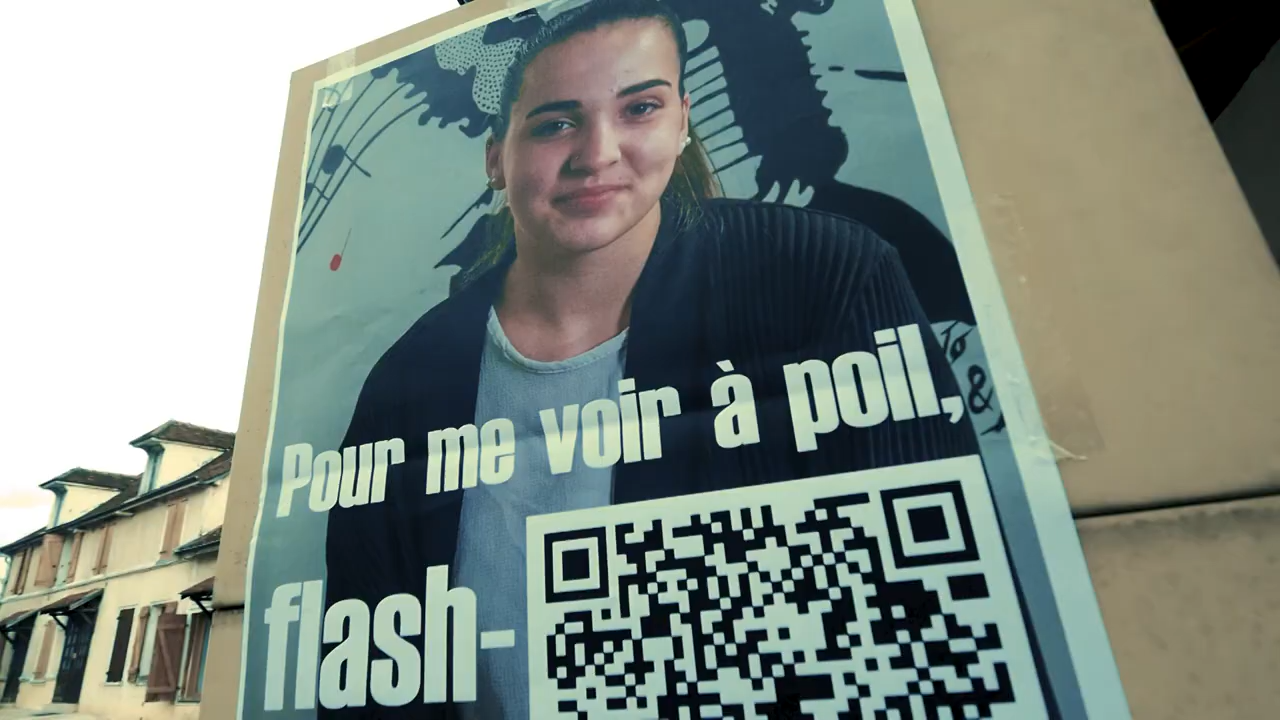 Pour me voir à poil,
flash-
&